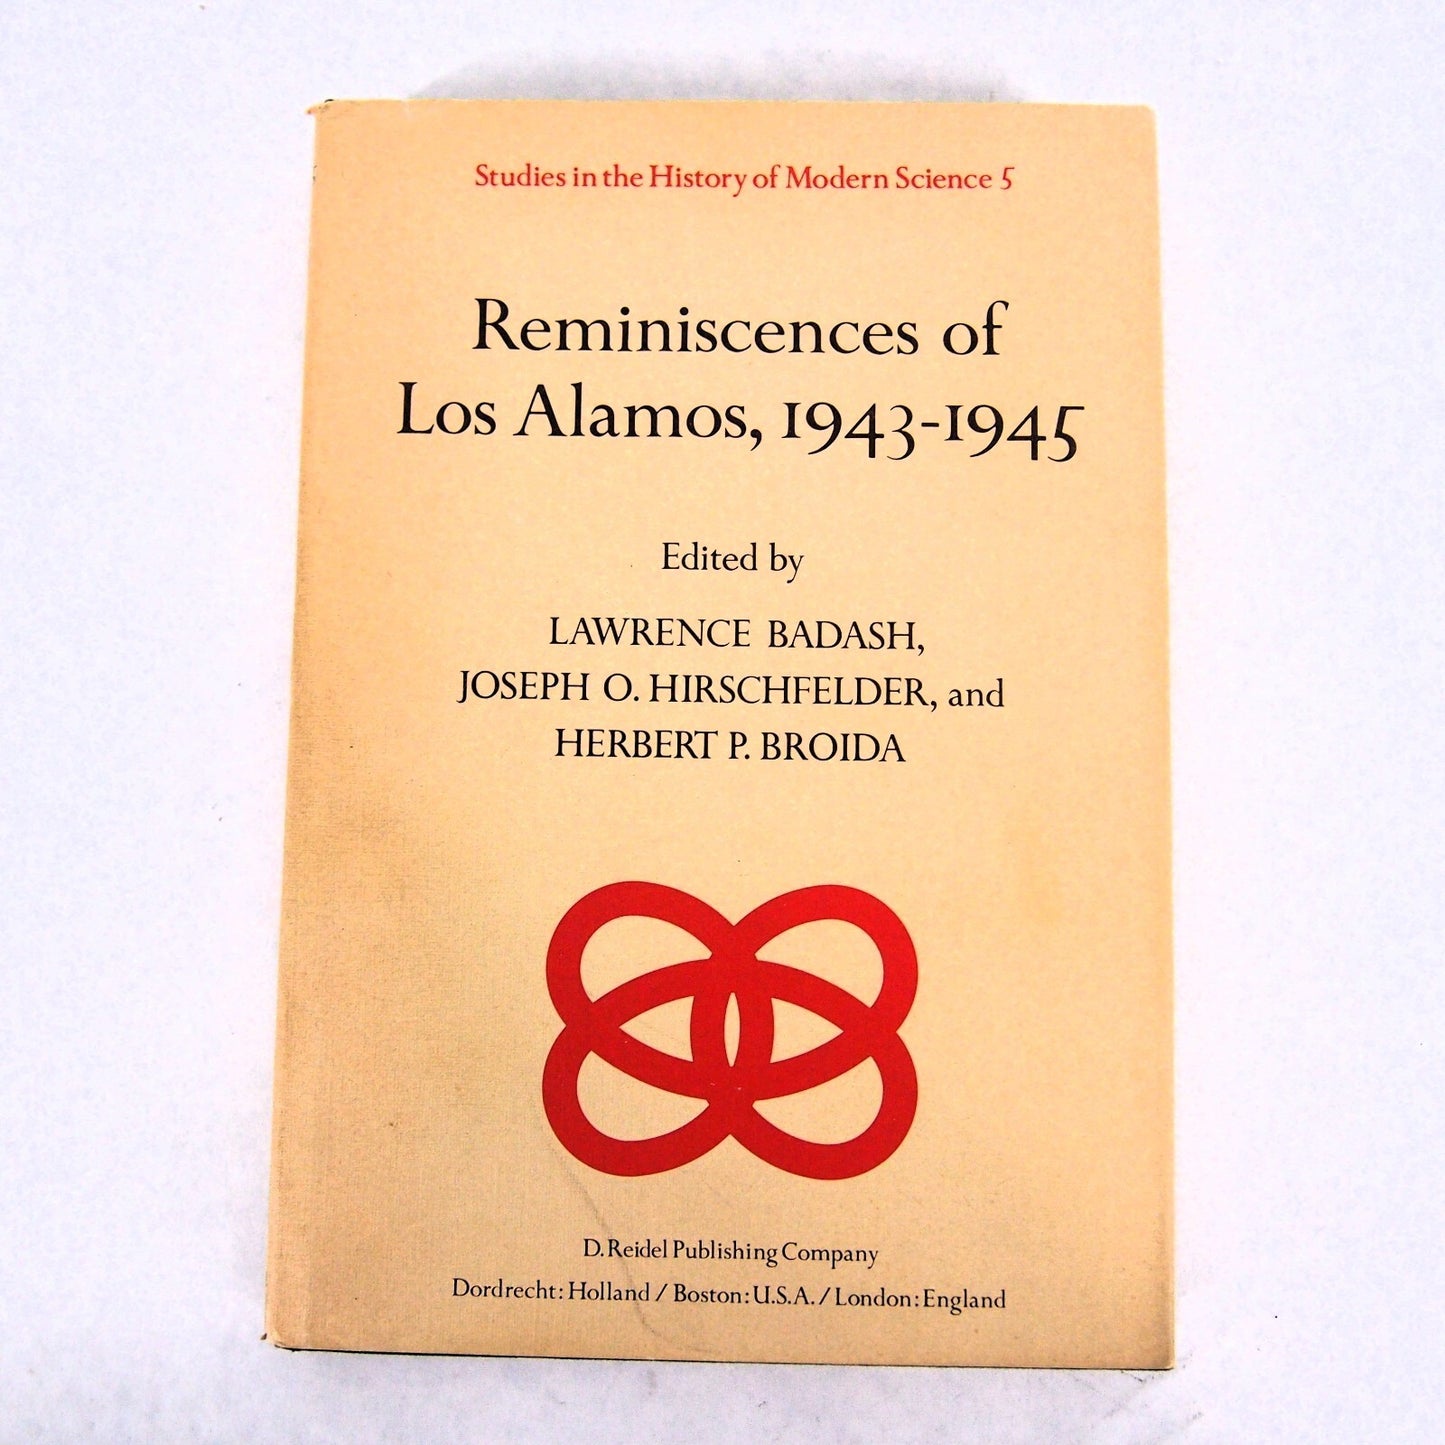 Studies in the History of Modern Science 5
Reminiscences of
Los Alamos, 1943-1945
Edited by
LAWRENCE BADASH,
JOSEPH O. HIRSCHFELDER, and
HERBERT P. BROIDA
D. Reidel Publishing Company
Dordrecht: Holland / Boston: U.S.A. / London: England